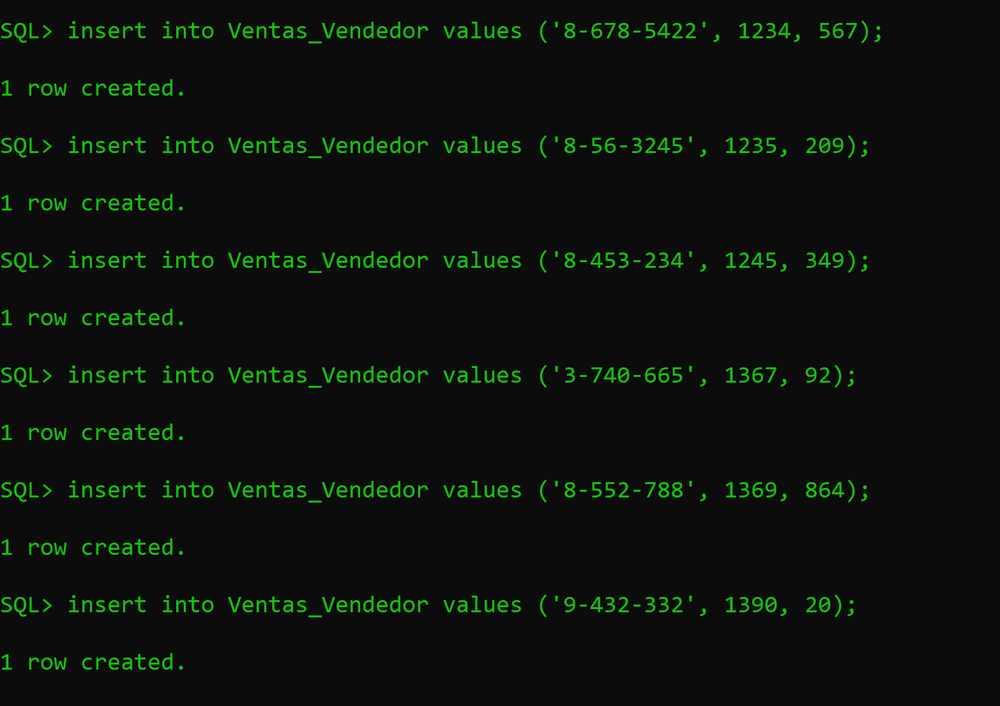 SQL> insert into Ventas_Vendedor values ('8-678-5422', 1234, 567);
1 row created.
SQL> insert into Ventas_Vendedor values ('8-56-3245', 1235, 209);
1 row created.
SQL> insert into Ventas_Vendedor values ('8-453-234', 1245, 349);
1 row created.
SQL> insert into Ventas_Vendedor values ('3-740-665', 1367, 92);
1 row created.
SQL> insert into Ventas_Vendedor values ('8-552-788', 1369, 864);
1 row created.
SQL> insert into Ventas_Vendedor values ('9-432-332', 1390, 20);
1 row created.